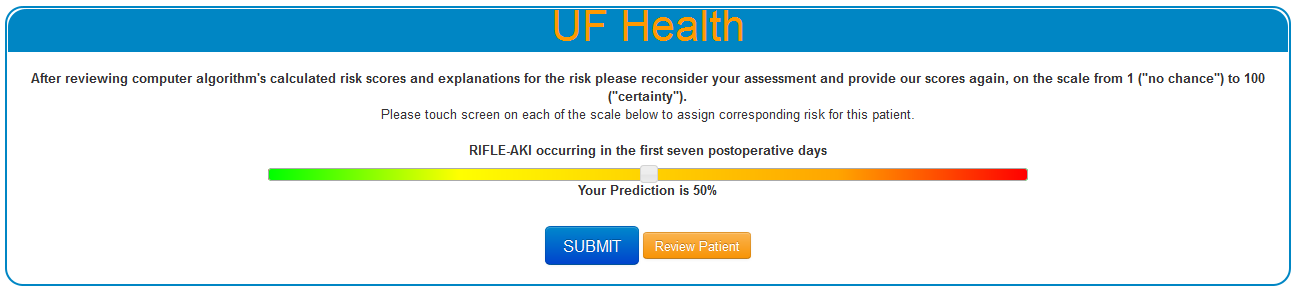 UF Health
After reviewing computer algorithm's calculated risk scores and explanations for the risk please reconsider your assessment and provide our scores again, on the scale from 1 ("no chance") to 100
("certainty").
Please touch screen on each of the scale below to assign corresponding risk for this patient.
RIFLE-AKI occurring in the first seven postoperative days
Your Prediction is 50%
SUBMIT Review Patient